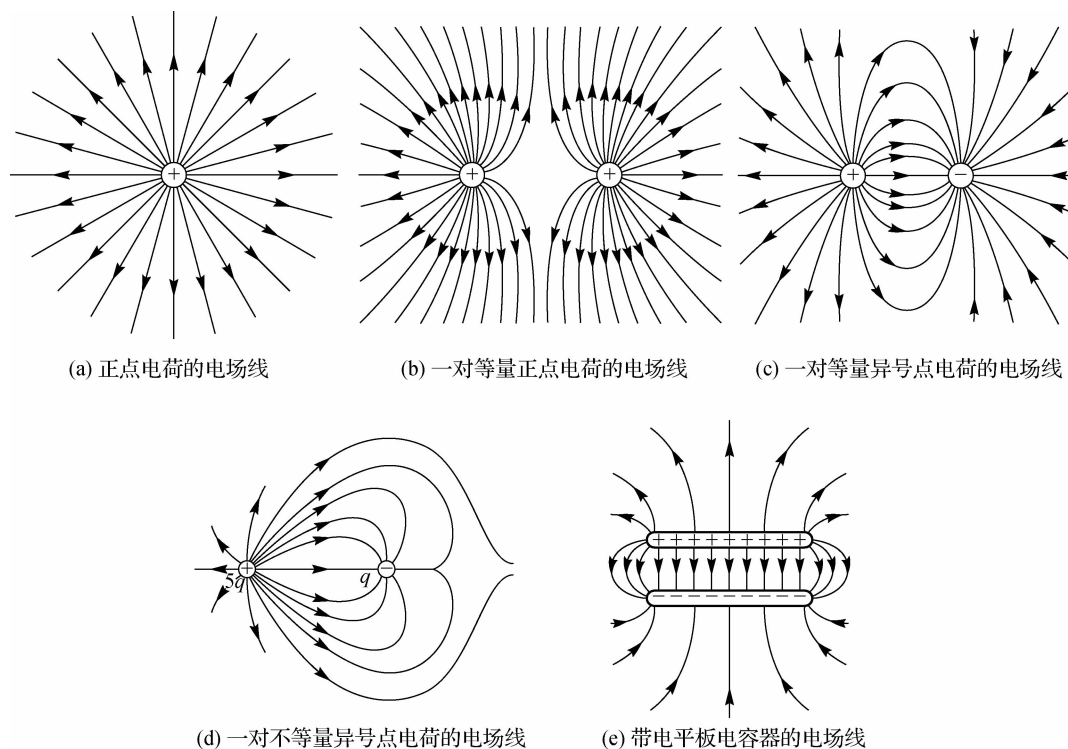 (a) 正点电荷的电场线
(b) 一对等量正点电荷的电场线
(c) 一对等量异号点电荷的电场线
5q
q
(d) 一对不等量异号点电荷的电场线
(e) 带电平板电容器的电场线